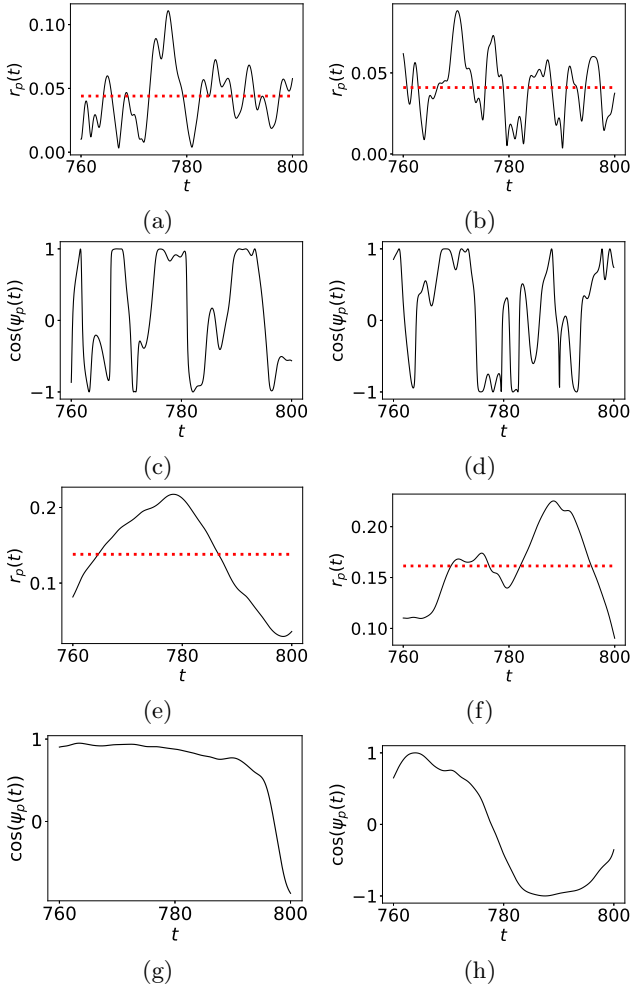 0.10
0.05
0.00
r_p(t)
760 780 800
t
(a)
0.05
0.00
r_p(t)
760 780 800
t
(b)
1
0
−1
cos(ψ_p(t))
760 780 800
t
(c)
1
0
−1
cos(ψ_p(t))
760 780 800
t
(d)
0.2
0.1
r_p(t)
760 780 800
t
(e)
0.20
0.15
0.10
r_p(t)
760 780 800
t
(f)
1
0
cos(ψ_p(t))
760 780 800
t
(g)
1
0
−1
cos(ψ_p(t))
760 780 800
t
(h)